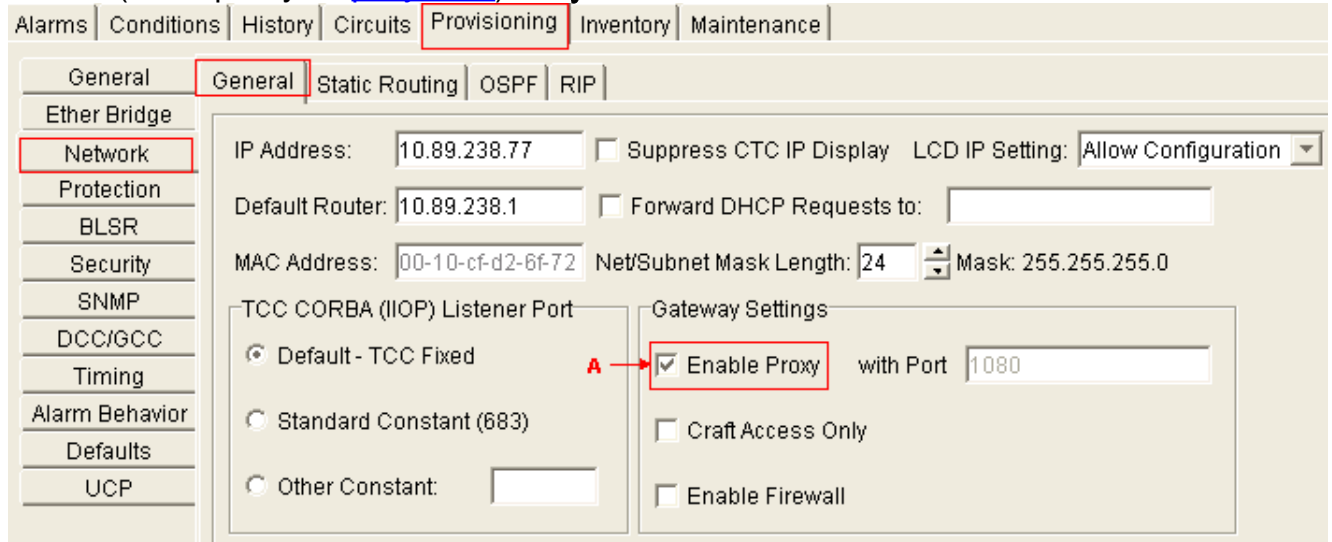 Alarms Conditions History Circuits Provisioning Inventory Maintenance
General Static Routing OSPF RIP
General
Ether Bridge
Network
Protection
BLSR
Security
SNMP
DCC/GCC
Timing
Alarm Behavior
Defaults
UCP
IP Address: 10.89.238.77 Suppress CTC IP Display LCD IP Setting: Allow Configuration
Default Router: 10.89.238.1 Forward DHCP Requests to:
MAC Address: 00-10-cf-d2-6f-72 Net/Subnet Mask Length: 24 Mask: 255.255.255.0
TCC CORBA (IIOP) Listener Port
Default - TCC Fixed
Standard Constant (683)
Other Constant:
Gateway Settings
A Enable Proxy with Port 1080
Craft Access Only
Enable Firewall